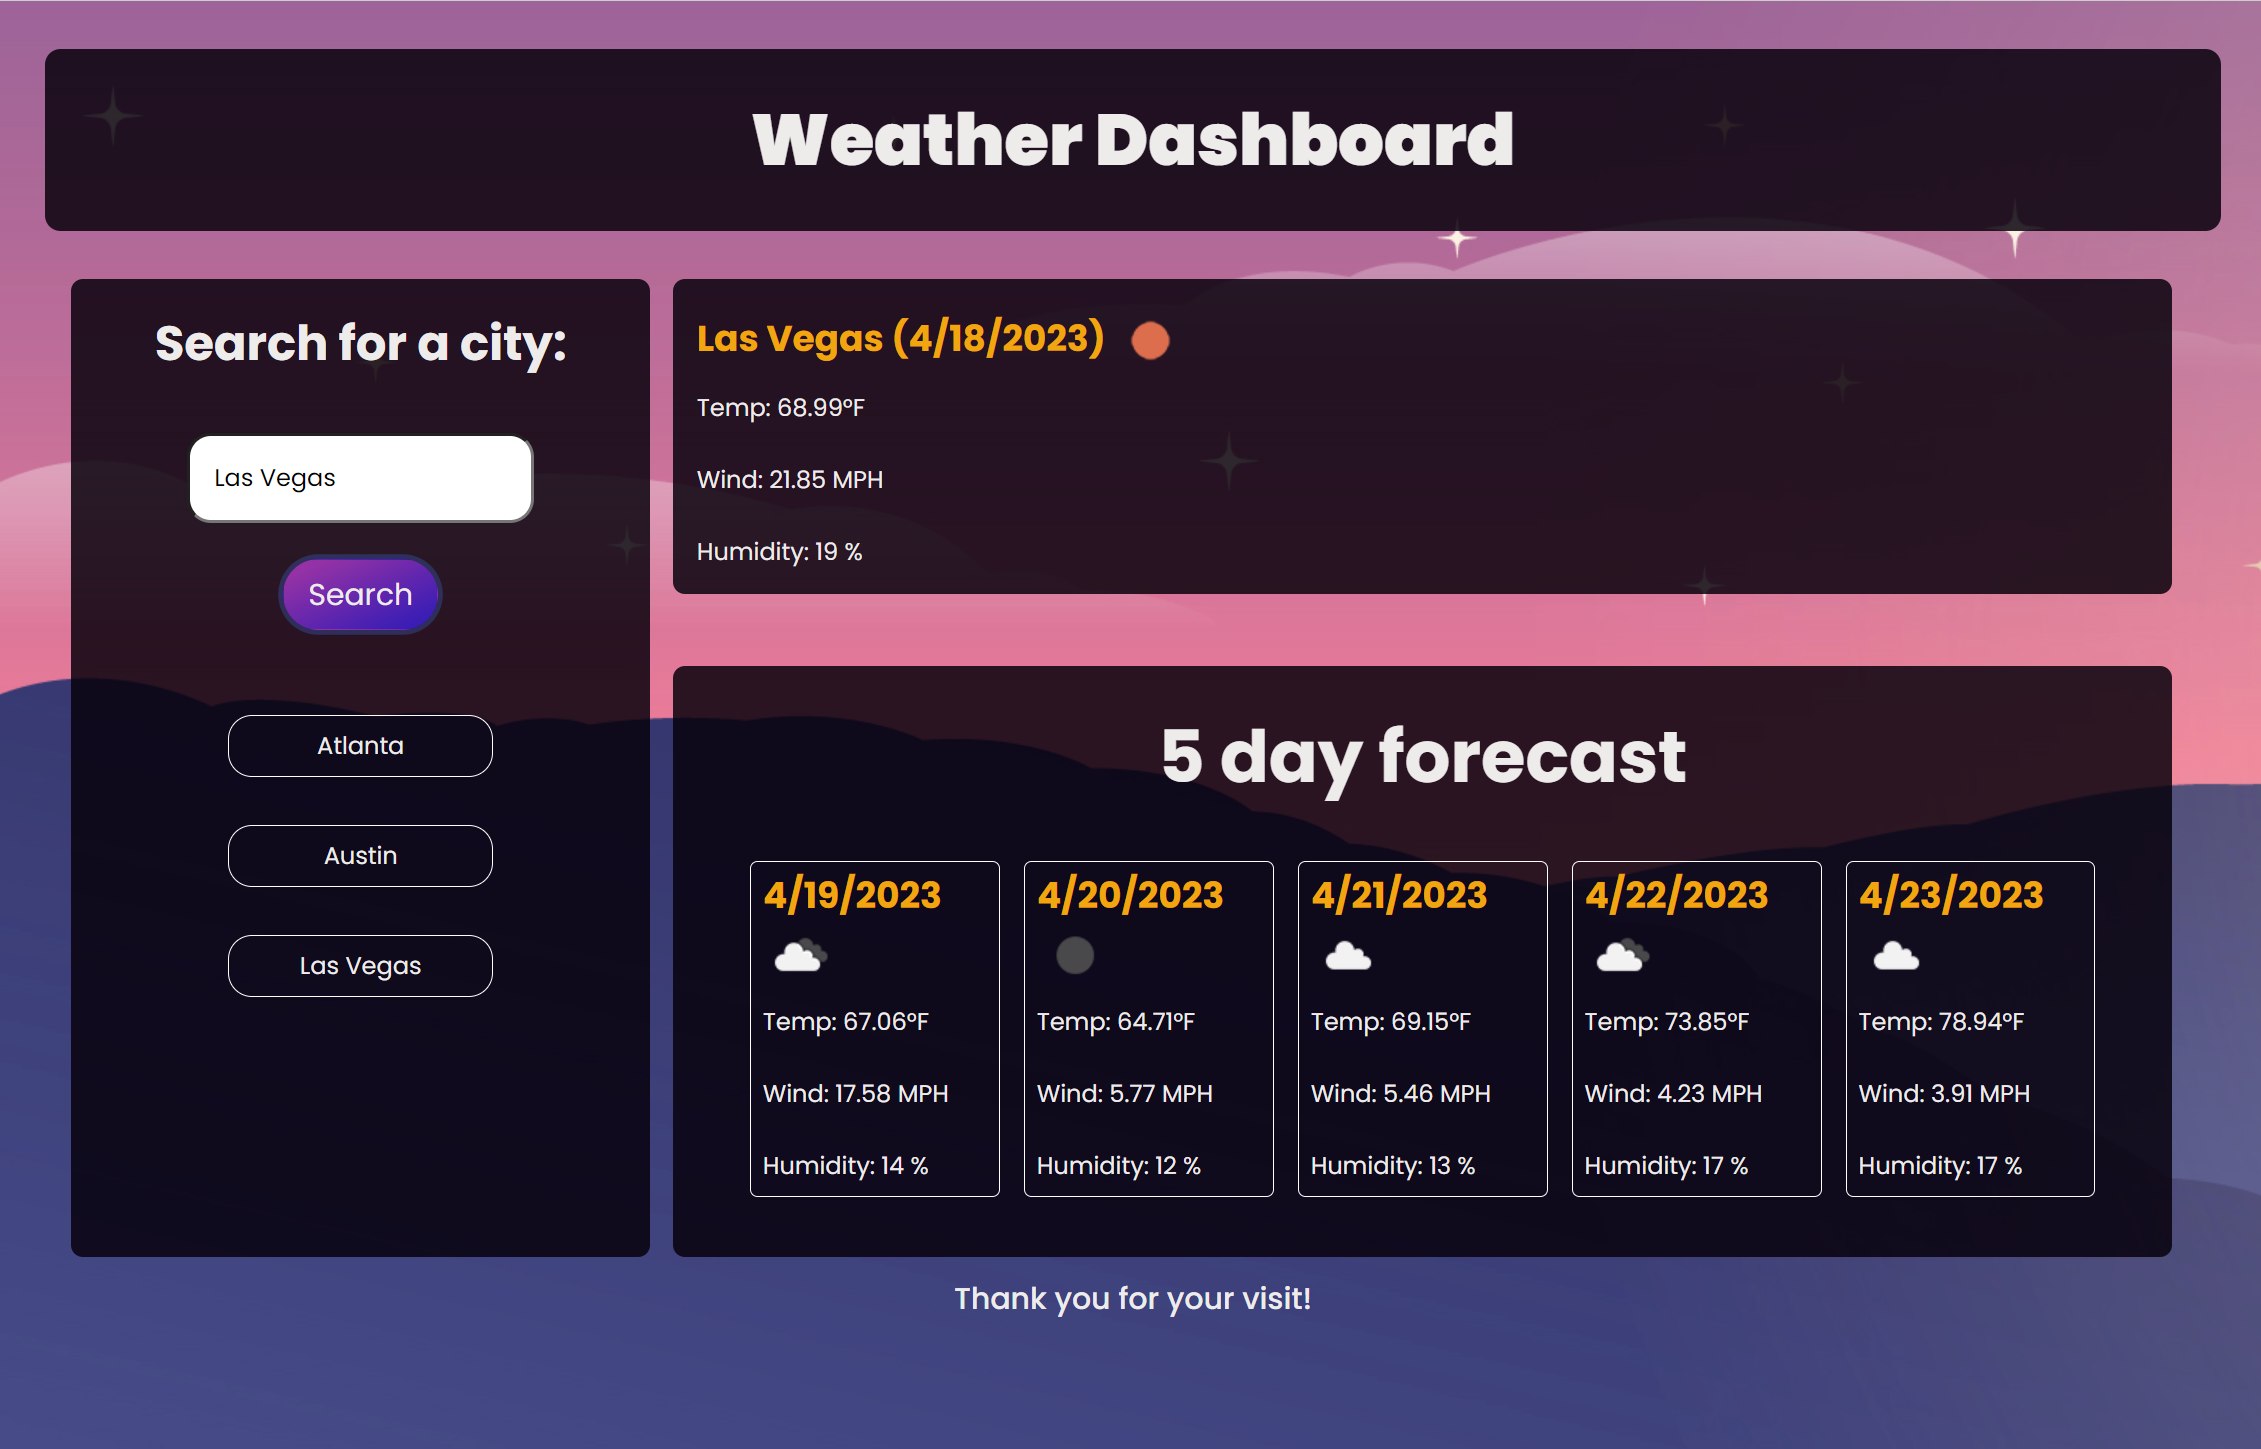 Weather Dashboard
Search for a city:
Las Vegas
Search
Atlanta
Austin
Las Vegas
Las Vegas (4/18/2023)
Temp: 68.99°F
Wind: 21.85 MPH
Humidity: 19 %
5 day forecast
4/19/2023
Temp: 67.06°F
Wind: 17.58 MPH
Humidity: 14 %
4/20/2023
Temp: 64.71°F
Wind: 5.77 MPH
Humidity: 12 %
4/21/2023
Temp: 69.15°F
Wind: 5.46 MPH
Humidity: 13 %
4/22/2023
Temp: 73.85°F
Wind: 4.23 MPH
Humidity: 17 %
4/23/2023
Temp: 78.94°F
Wind: 3.91 MPH
Humidity: 17 %
Thank you for your visit!